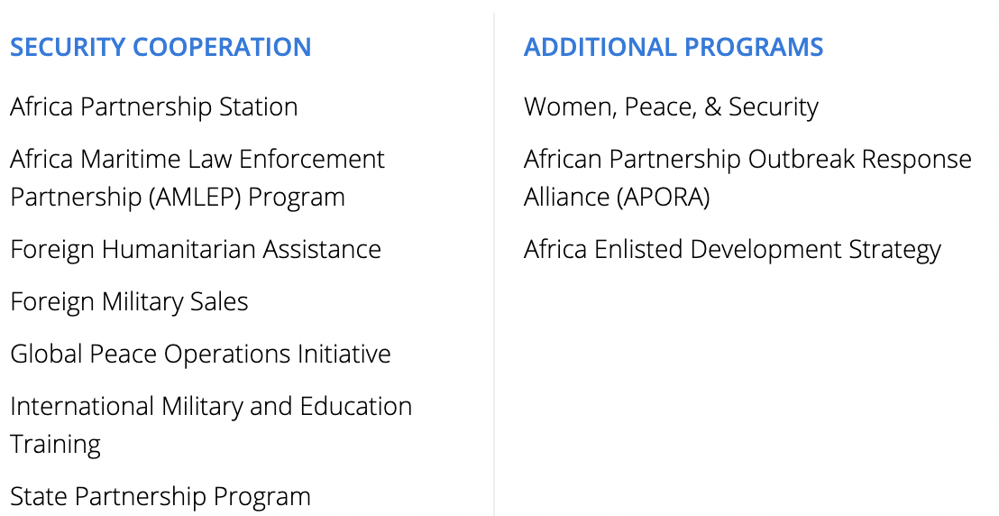 SECURITY COOPERATION
Africa Partnership Station
Africa Maritime Law Enforcement
Partnership (AMLEP) Program
Foreign Humanitarian Assistance
Foreign Military Sales
Global Peace Operations Initiative
International Military and Education
Training
State Partnership Program
ADDITIONAL PROGRAMS
Women, Peace, & Security
African Partnership Outbreak Response
Alliance (APORA)
Africa Enlisted Development Strategy